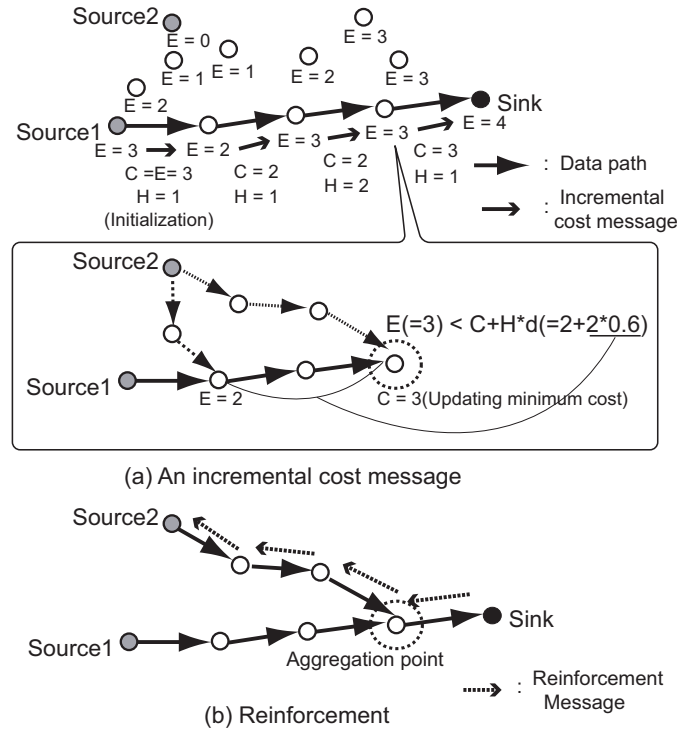 Source2
E = 0
E = 3
E = 1
E = 1
E = 2
E = 3
E = 2
Sink
Source1
E = 3
E = 2
E = 3
E = 3
E = 4
C =E= 3
H = 1
(Initialization)
C = 2
H = 1
C = 2
H = 2
C = 3
H = 1
: Data path
: Incremental
cost message
Source2
E(=3) < C+H*d(=2+2*0.6)
Source1
E = 2
C = 3(Updating minimum cost)
(a) An incremental cost message
Source2
Sink
Source1
Aggregation point
: Reinforcement
Message
(b) Reinforcement